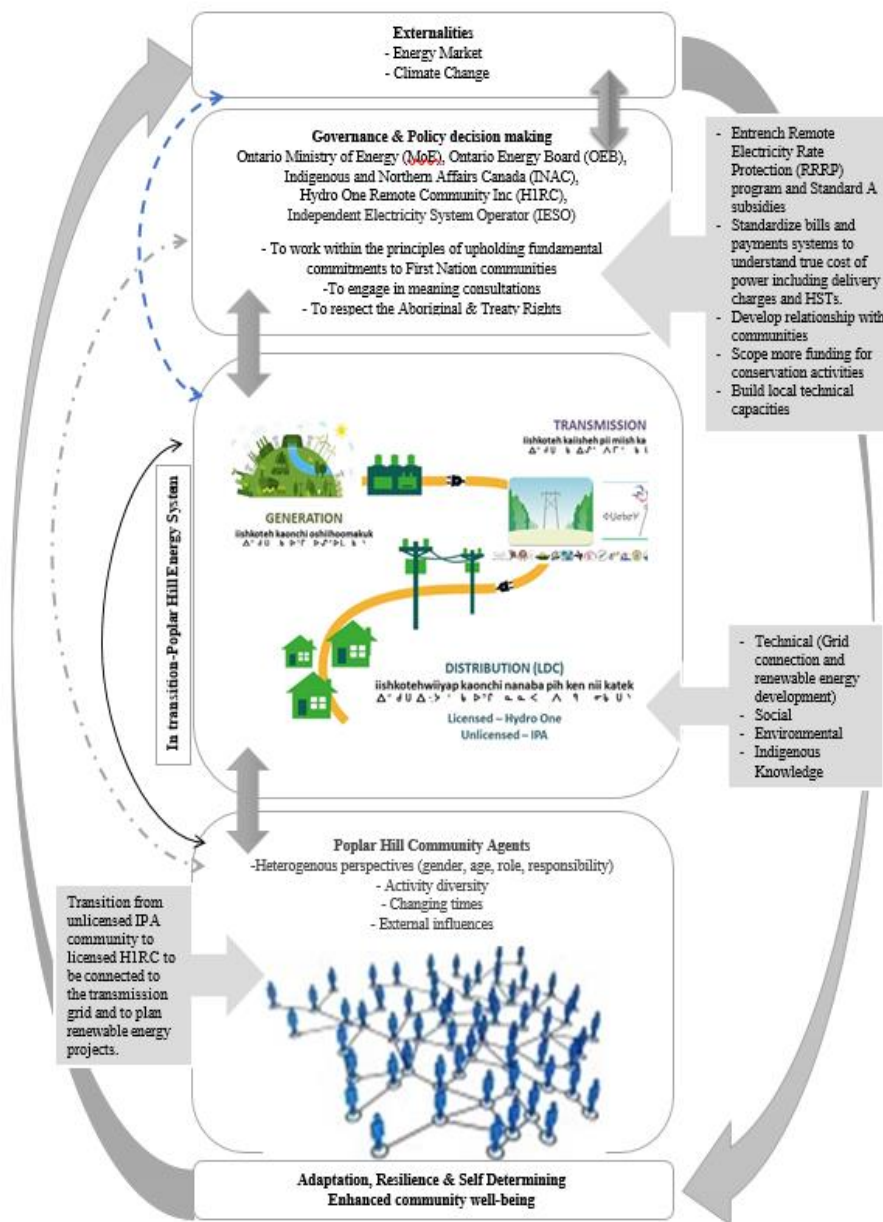 Externalities
- Energy Market
- Climate Change
Governance & Policy decision making
Ontario Ministry of Energy (MoE), Ontario Energy Board (OEB),
Indigenous and Northern Affairs Canada (INAC),
Hydro One Remote Community Inc (H1RC),
Independent Electricity System Operator (IESO)
- To work within the principles of upholding fundamental
commitments to First Nation communities
-To engage in meaning consultations
- To respect the Aboriginal & Treaty Rights
- Entrench Remote
Electricity Rate
Protection (RRRP)
program and Standard A
subsidies
- Standardize bills and
payments systems to
understand true cost of
power including delivery
charges and HSTs.
- Develop relationship with
communities
- Scope more funding for
conservation activities
- Build local technical
capacities
In transition-Poplar Hill Energy System
TRANSMISSION
iishkoteh kaiisheh pii miish ka
GENERATION
iishkoteh kaonchi oshiihoomakuk
DISTRIBUTION (LDC)
iishkotehwiiyap kaonchi nanaba pih ken nii katek
Licensed – Hydro One
Unlicensed – IPA
- Technical (Grid
connection and
renewable energy
development)
- Social
- Environmental
- Indigenous
Knowledge
Poplar Hill Community Agents
-Heterogenous perspectives (gender, age, role, responsibility)
- Activity diversity
- Changing times
- External influences
Transition from
unlicensed IPA
community to
licensed H1RC to
be connected to
the transmission
grid and to plan
renewable energy
projects.
Adaptation, Resilience & Self Determining
Enhanced community well-being